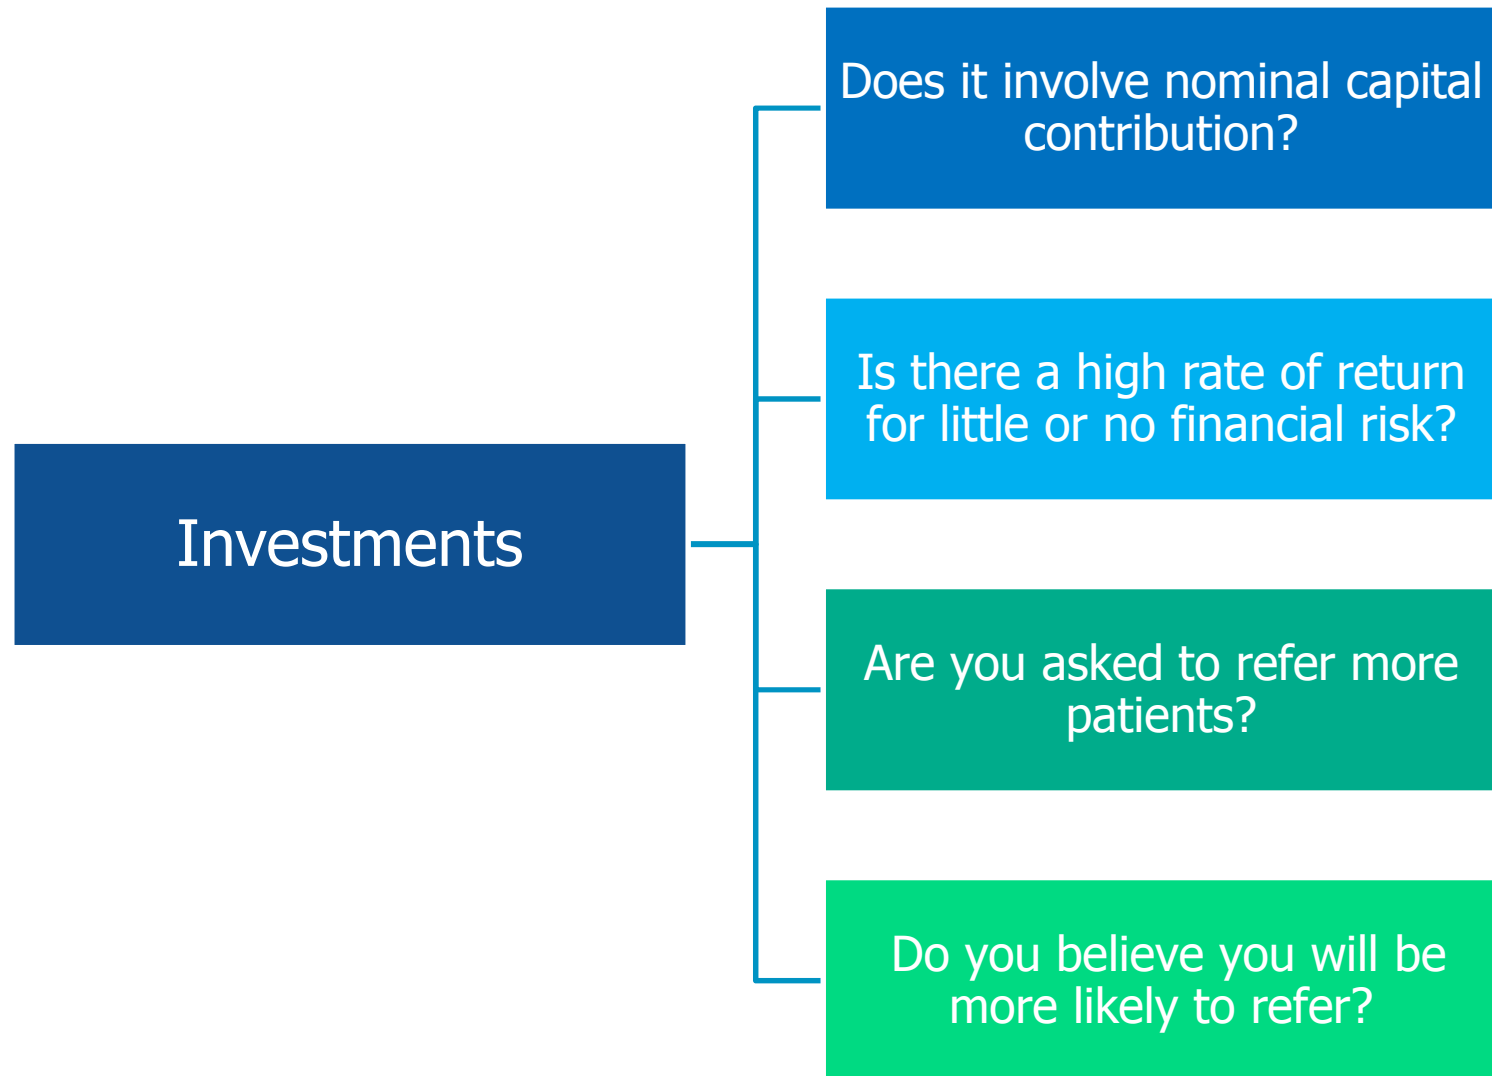 Does it involve nominal capital
contribution?
Is there a high rate of return
for little or no financial risk?
Investments
Are you asked to refer more
patients?
Do you believe you will be
more likely to refer?